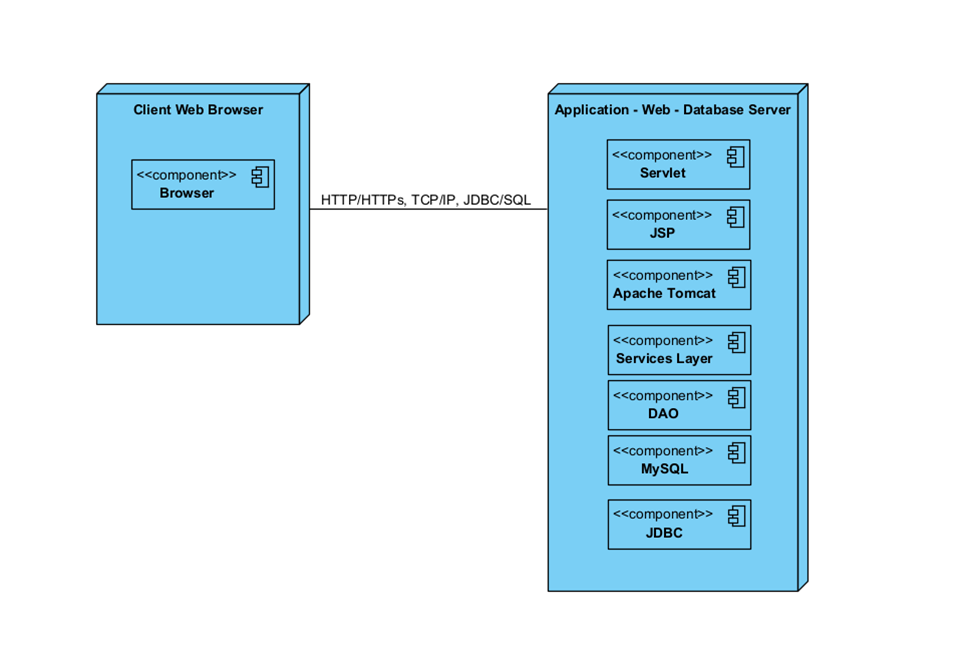 Client Web Browser
<<component>>
Browser
HTTP/HTTPs, TCP/IP, JDBC/SQL
Application - Web - Database Server
<<component>>
Servlet
<<component>>
JSP
<<component>>
Apache Tomcat
<<component>>
Services Layer
<<component>>
DAO
<<component>>
MySQL
<<component>>
JDBC